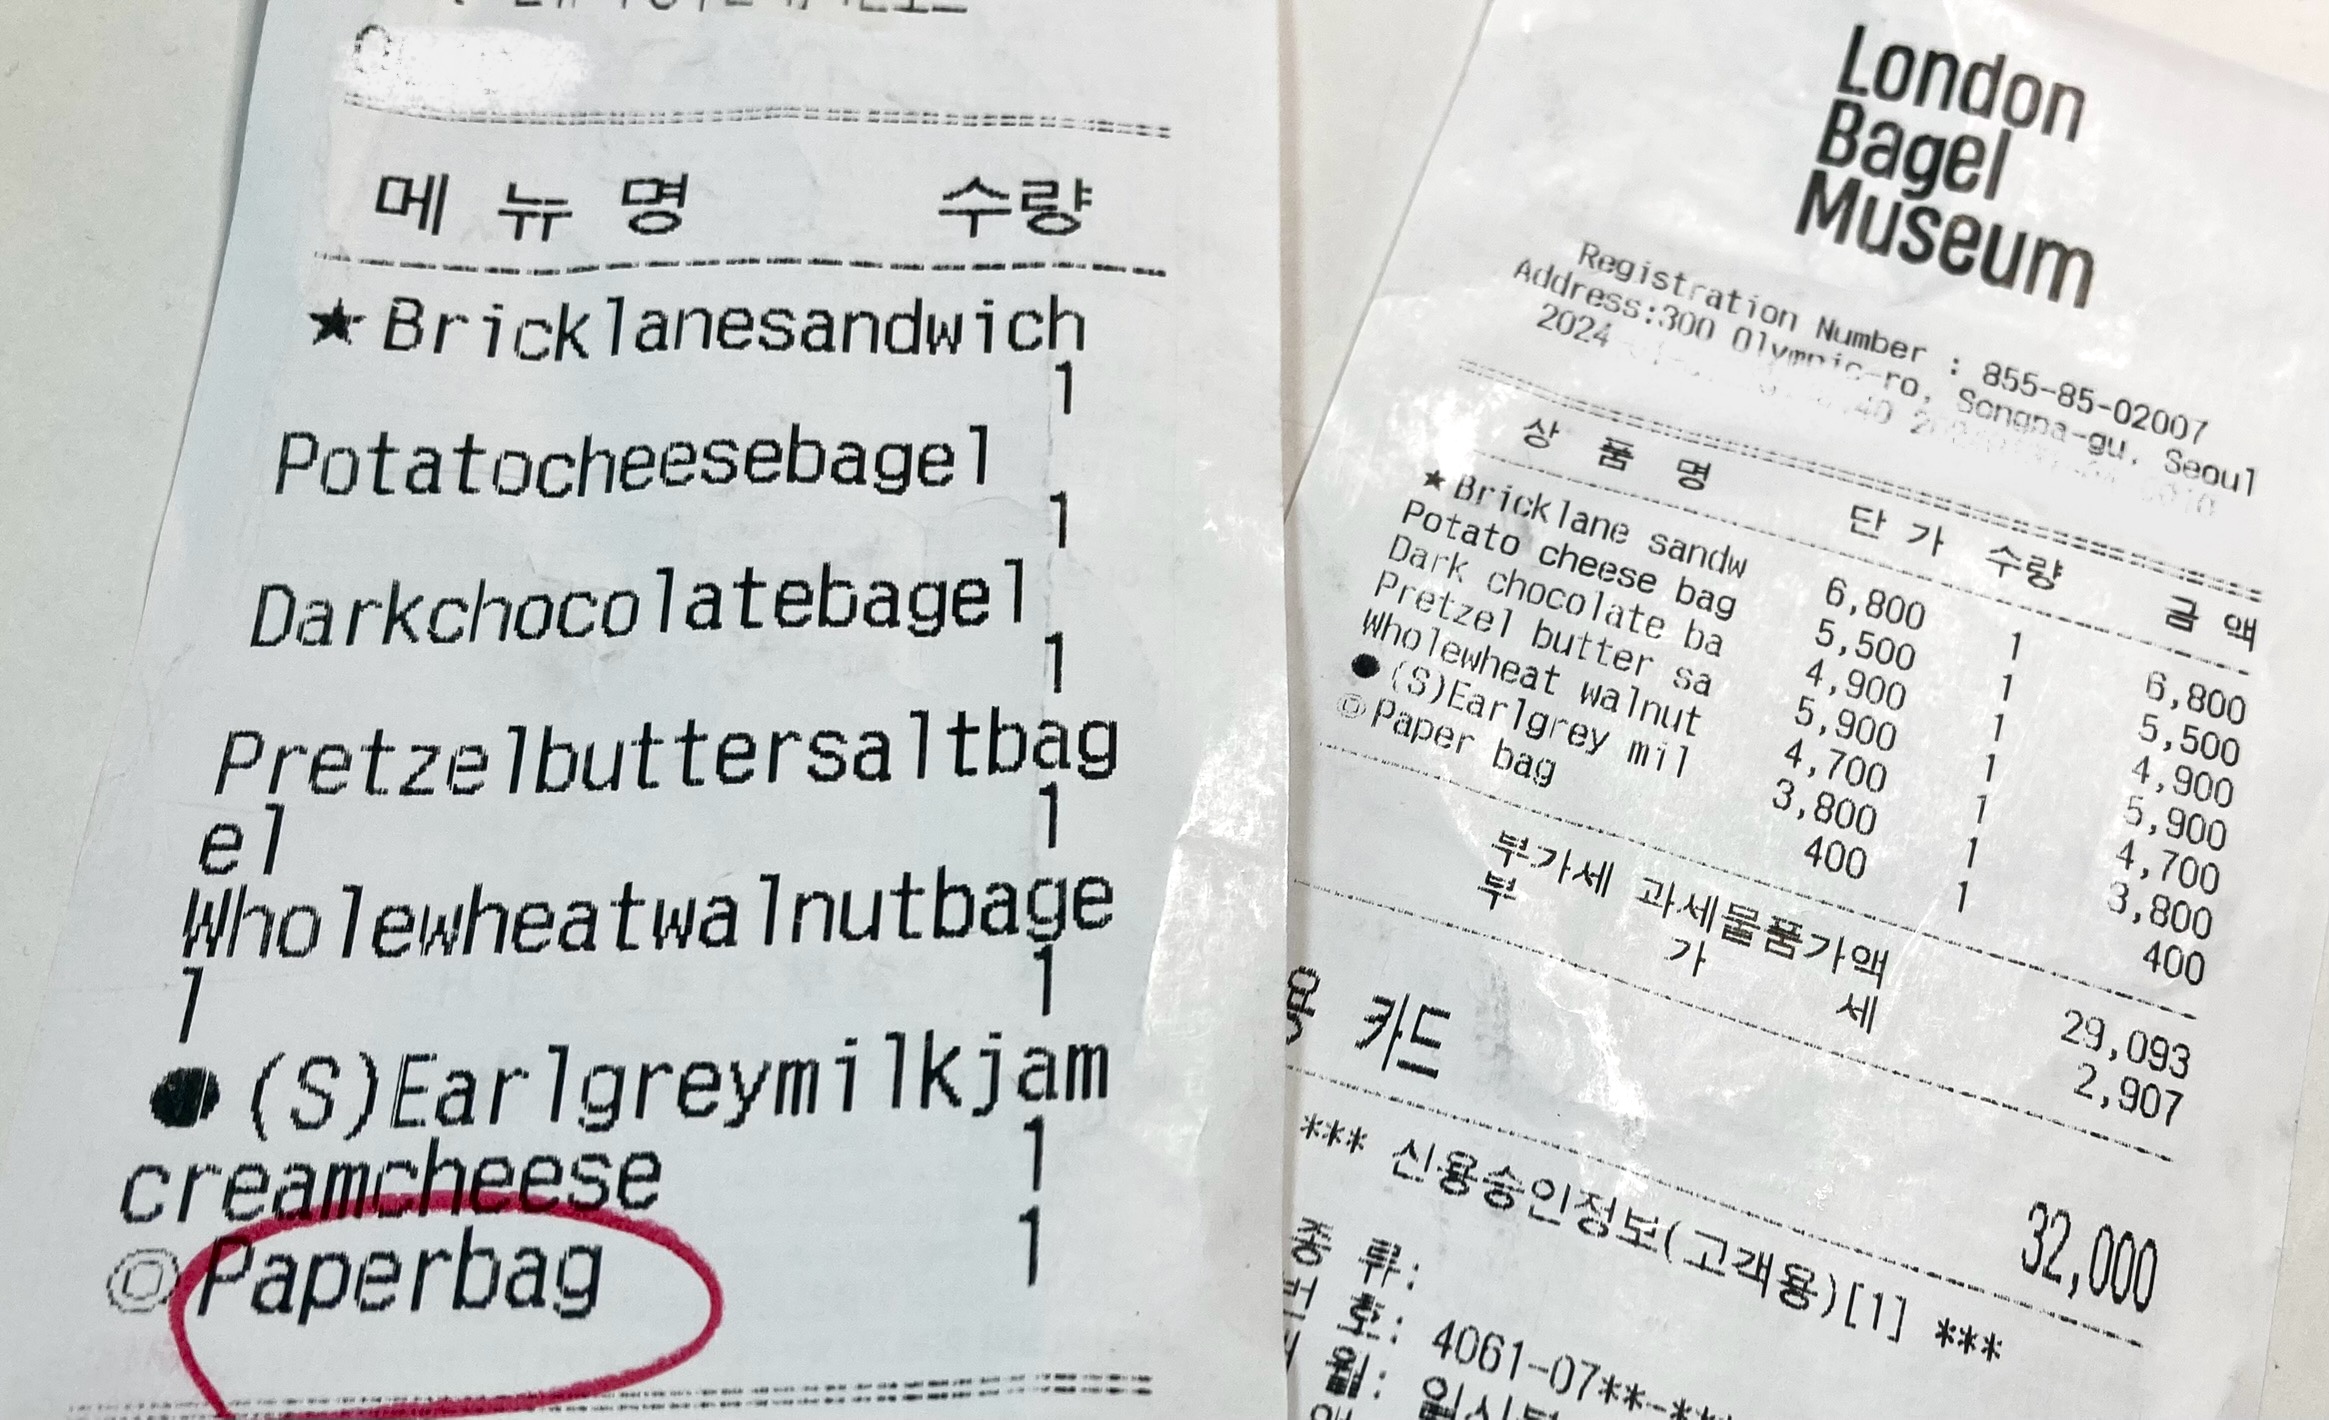 메 뉴 명 수량
★Bricklanesandwich
1
Potatocheesebagel
1
Darkchocolatebagel
1
Pretzelbuttersaltbag
el 1
Wholewheatwalnutbage
l 1
●(S)Earlgreymilkjam
creamcheese 1
◎Paperbag 1
London
Bagel
Museum
Registration Number : 855-85-02007
Address:300 Olympic-ro, Songpa-gu, Seoul
2024
상 품 명 단 가 수량 금 액
★Bricklane sandw 6,800 1 6,800
Potato cheese bag 5,500 1 5,500
Dark chocolate ba 4,900 1 4,900
Pretzel butter sa 5,900 1 5,900
Wholewheat walnut 4,700 1 4,700
●(S)Earlgrey mil 3,800 1 3,800
◎Paper bag 400 1 400
부가세 과세물품가액 29,093
부 가 세 2,907
용 카드 32,000
*** 신용승인정보(고객용)[1] ***
종 류:
번 호: 4061-07**-***
월: 일시